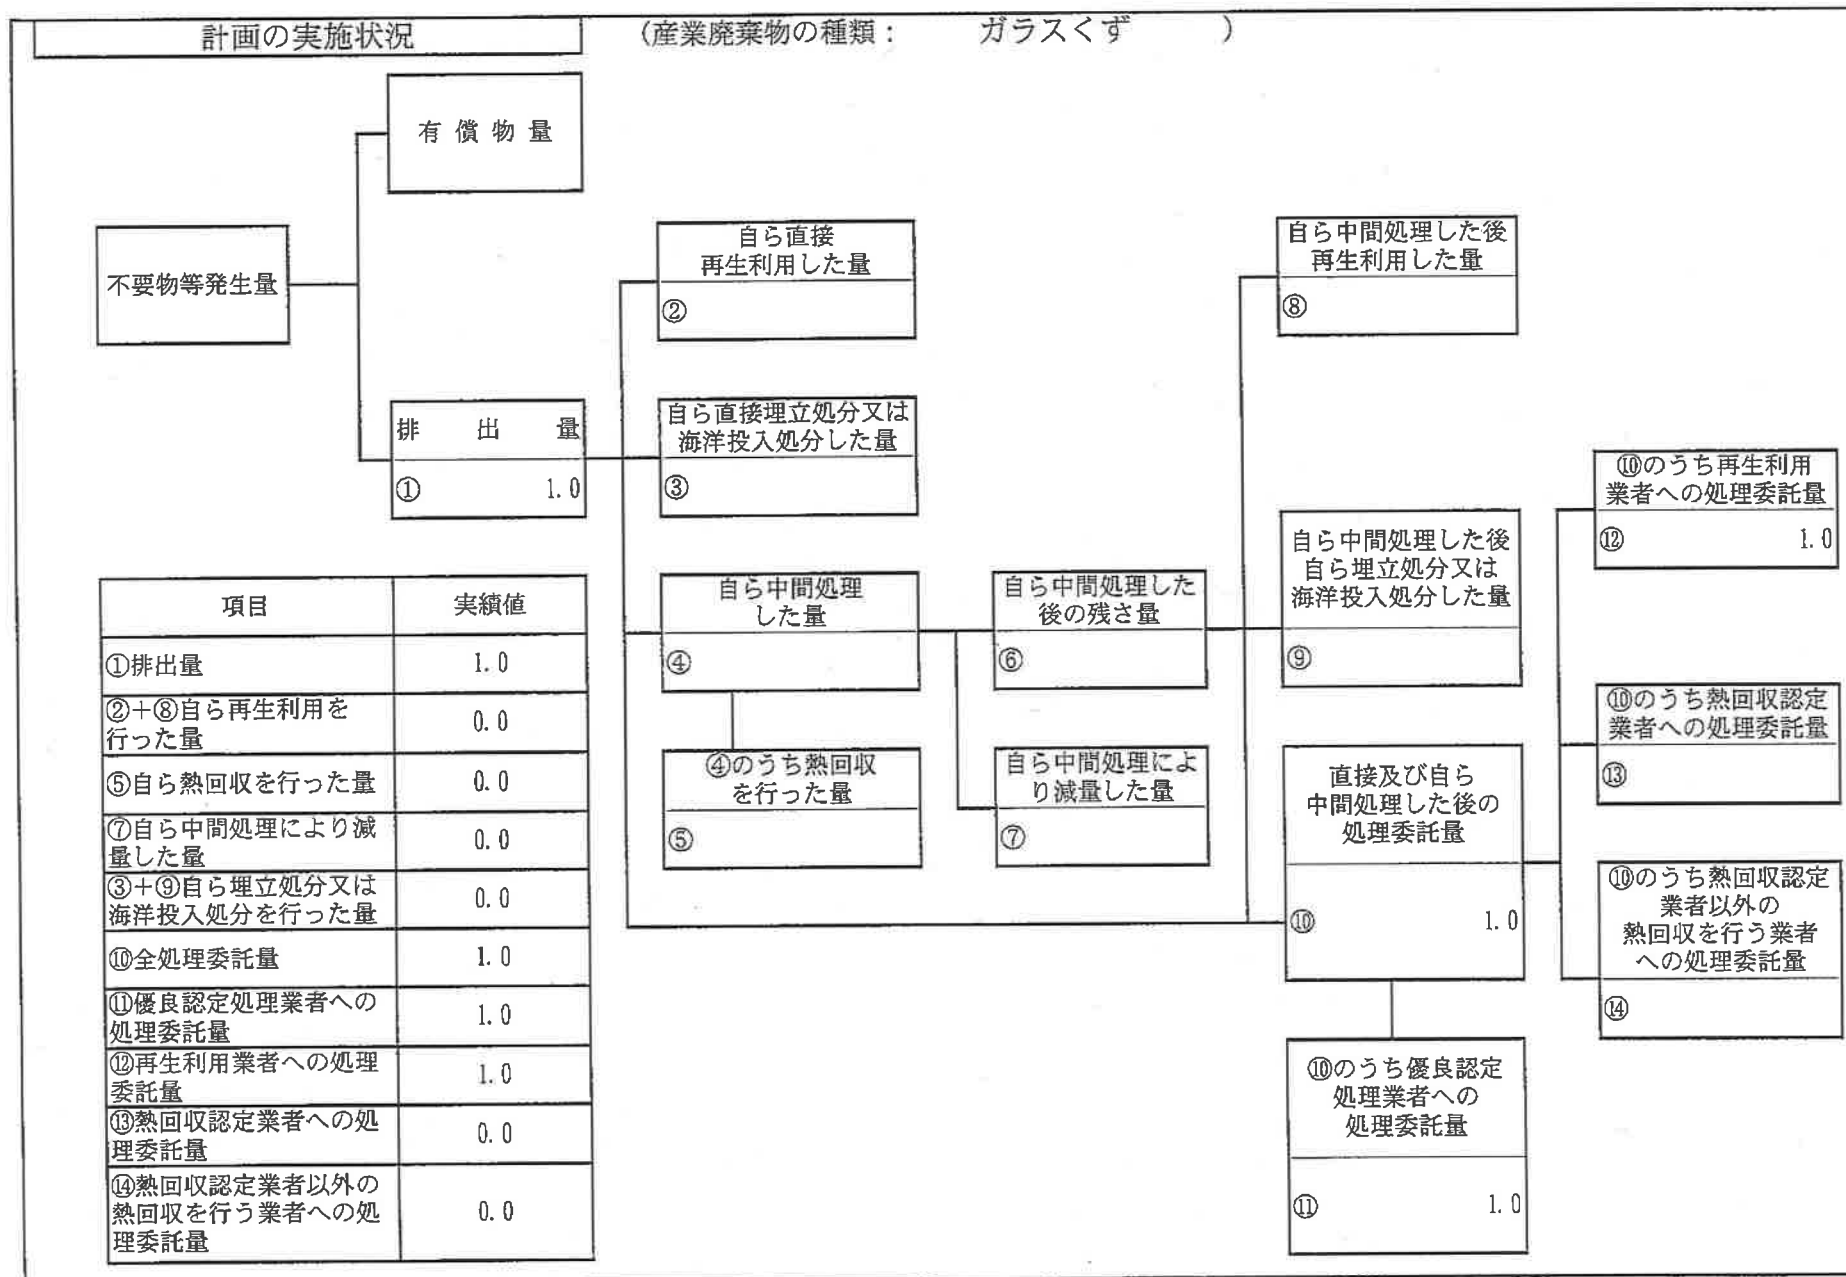 計画の実施状況
(産業廃棄物の種類： ガラスくず )
有 償 物 量
不要物等発生量
排 出 量
① 1.0
自ら直接
再生利用した量
②
自ら直接埋立処分又は
海洋投入処分した量
③
自ら中間処理
した量
④
④のうち熱回収
を行った量
⑤
自ら中間処理した
後の残さ量
⑥
自ら中間処理によ
り減量した量
⑦
自ら中間処理した後
再生利用した量
⑧
自ら中間処理した後
自ら埋立処分又は
海洋投入処分した量
⑨
直接及び自ら
中間処理した後の
処理委託量
⑩ 1.0
⑩のうち優良認定
処理業者への
処理委託量
⑪ 1.0
⑩のうち再生利用
業者への処理委託量
⑫ 1.0
⑩のうち熱回収認定
業者への処理委託量
⑬
⑩のうち熱回収認定
業者以外の
熱回収を行う業者
への処理委託量
⑭
項目 実績値
①排出量 1.0
②＋⑧自ら再生利用を
行った量 0.0
⑤自ら熱回収を行った量 0.0
⑦自ら中間処理により減
量した量 0.0
③＋⑨自ら埋立処分又は
海洋投入処分を行った量 0.0
⑩全処理委託量 1.0
⑪優良認定処理業者への
処理委託量 1.0
⑫再生利用業者への処理
委託量 1.0
⑬熱回収認定業者への処
理委託量 0.0
⑭熱回収認定業者以外の
熱回収を行う業者への処
理委託量 0.0